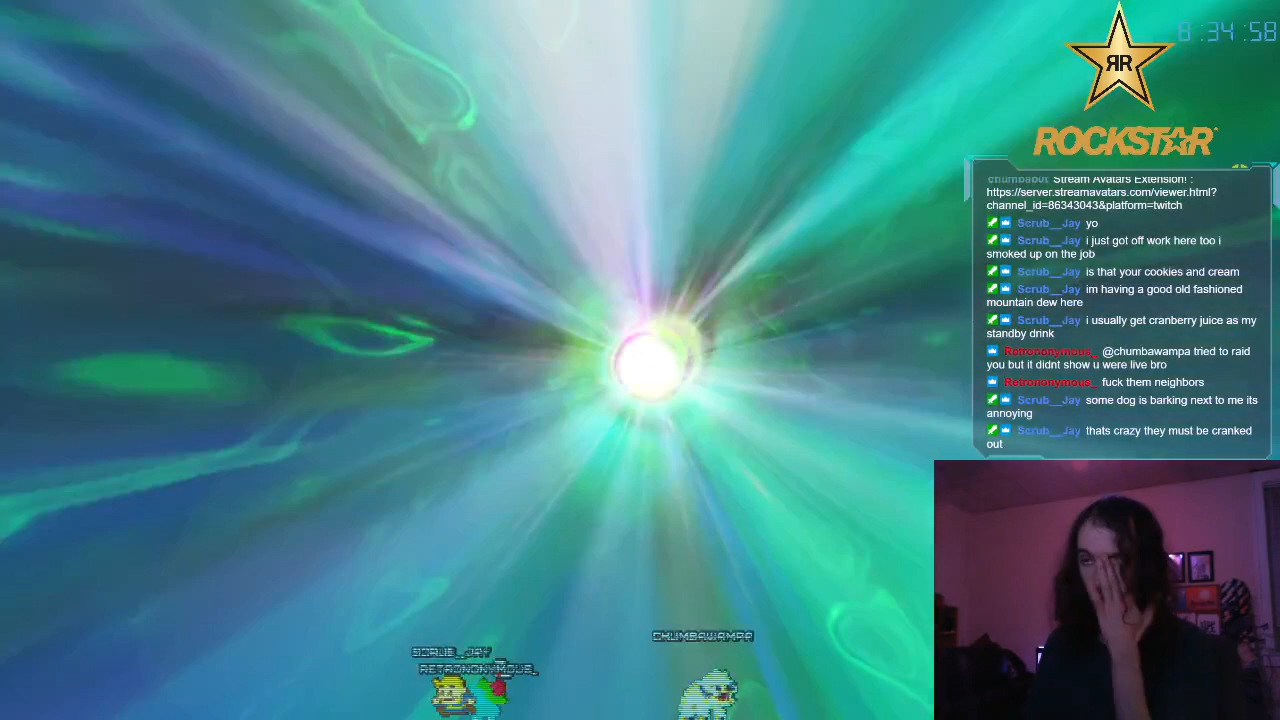 8:34:58
RR
ROCKSTAR
chumbabot Stream Avatars Extension! :
https://server.streamavatars.com/viewer.html?
channel_id=86343043&platform=twitch
Scrub__Jay yo
Scrub__Jay i just got off work here too i
smoked up on the job
Scrub__Jay is that your cookies and cream
Scrub__Jay im having a good old fashioned
mountain dew here
Scrub__Jay i usually get cranberry juice as my
standby drink
Retrononymous_ @chumbawampa tried to raid
you but it didnt show u were live bro
Retrononymous_ fuck them neighbors
Scrub__Jay some dog is barking next to me its
annoying
Scrub__Jay thats crazy they must be cranked
out
CHUMBAWAMPA
SCRUB__JAY
RETRONONYMOUS_